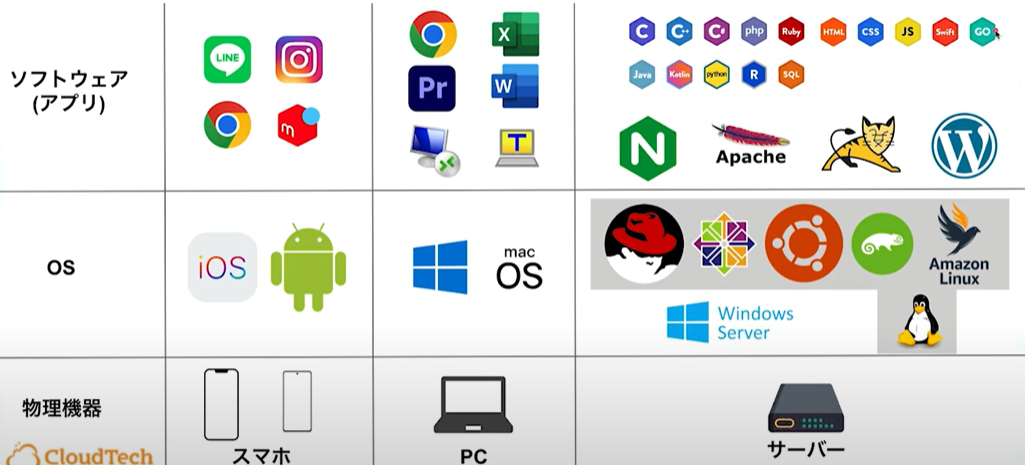 ソフトウェア
(アプリ)
LINE
m
Pr
X
W
T
C
C++
C#
php
Ruby
HTML
CSS
JS
Swift
GO
Java
Kotlin
python
R
SQL
N
Apache
W
OS
iOS
mac
OS
Amazon
Linux
Windows
Server
物理機器
CloudTech
スマホ
PC
サーバー